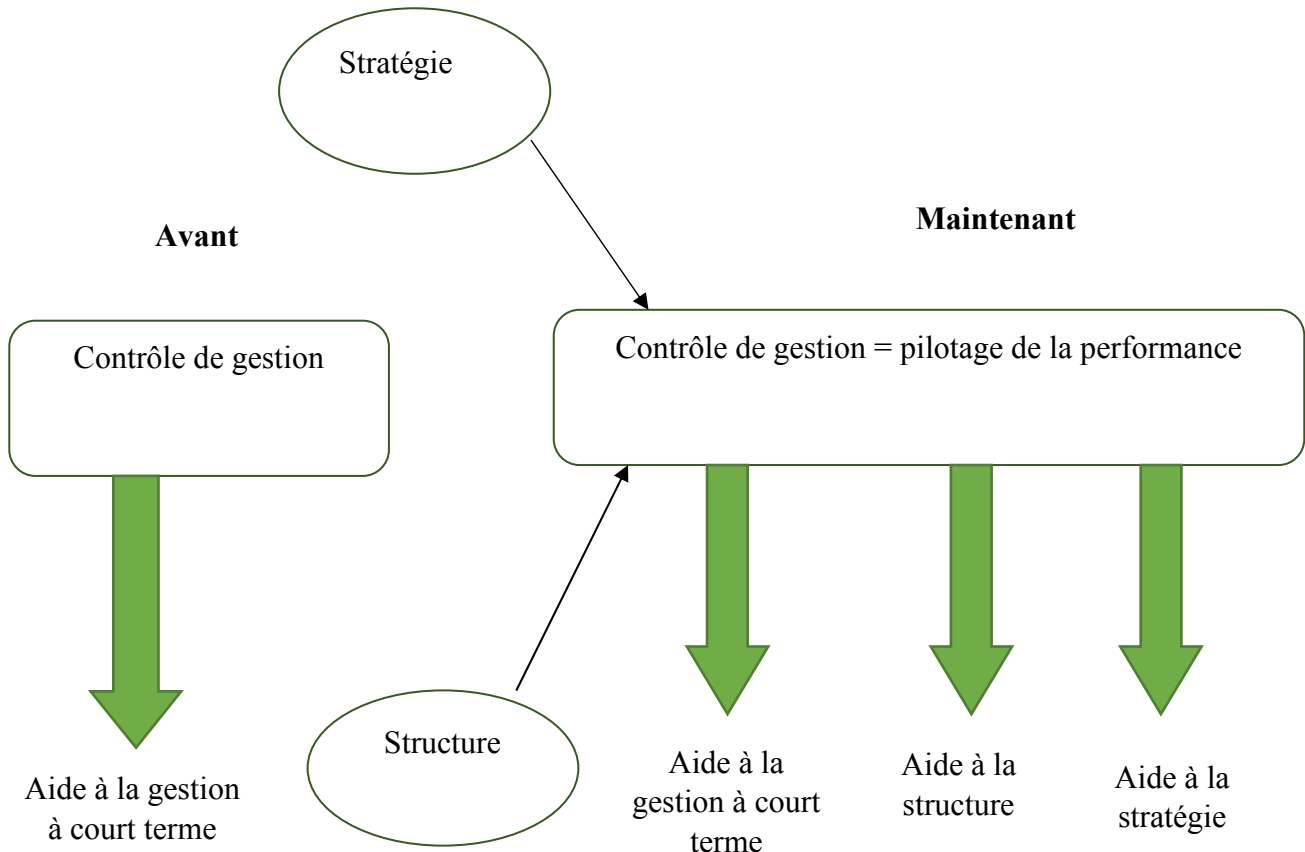 Stratégie
Avant
Maintenant
Contrôle de gestion
Contrôle de gestion = pilotage de la performance
Structure
Aide à la gestion
à court terme
Aide à la
gestion à court
terme
Aide à la
structure
Aide à la
stratégie